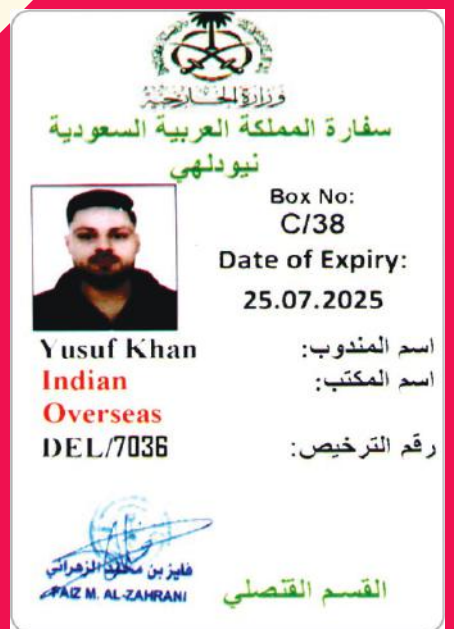 وزارة الخارجية
سفارة المملكة العربية السعودية
نيودلهي
Box No:
C/38
Date of Expiry:
25.07.2025
Yusuf Khan اسم المندوب:
Indian اسم المكتب:
Overseas
DEL/7036 رقم الترخيص:
فايز بن محمد الزهراني
FAIZ M. AL-ZAHRANI
القسم القنصلي